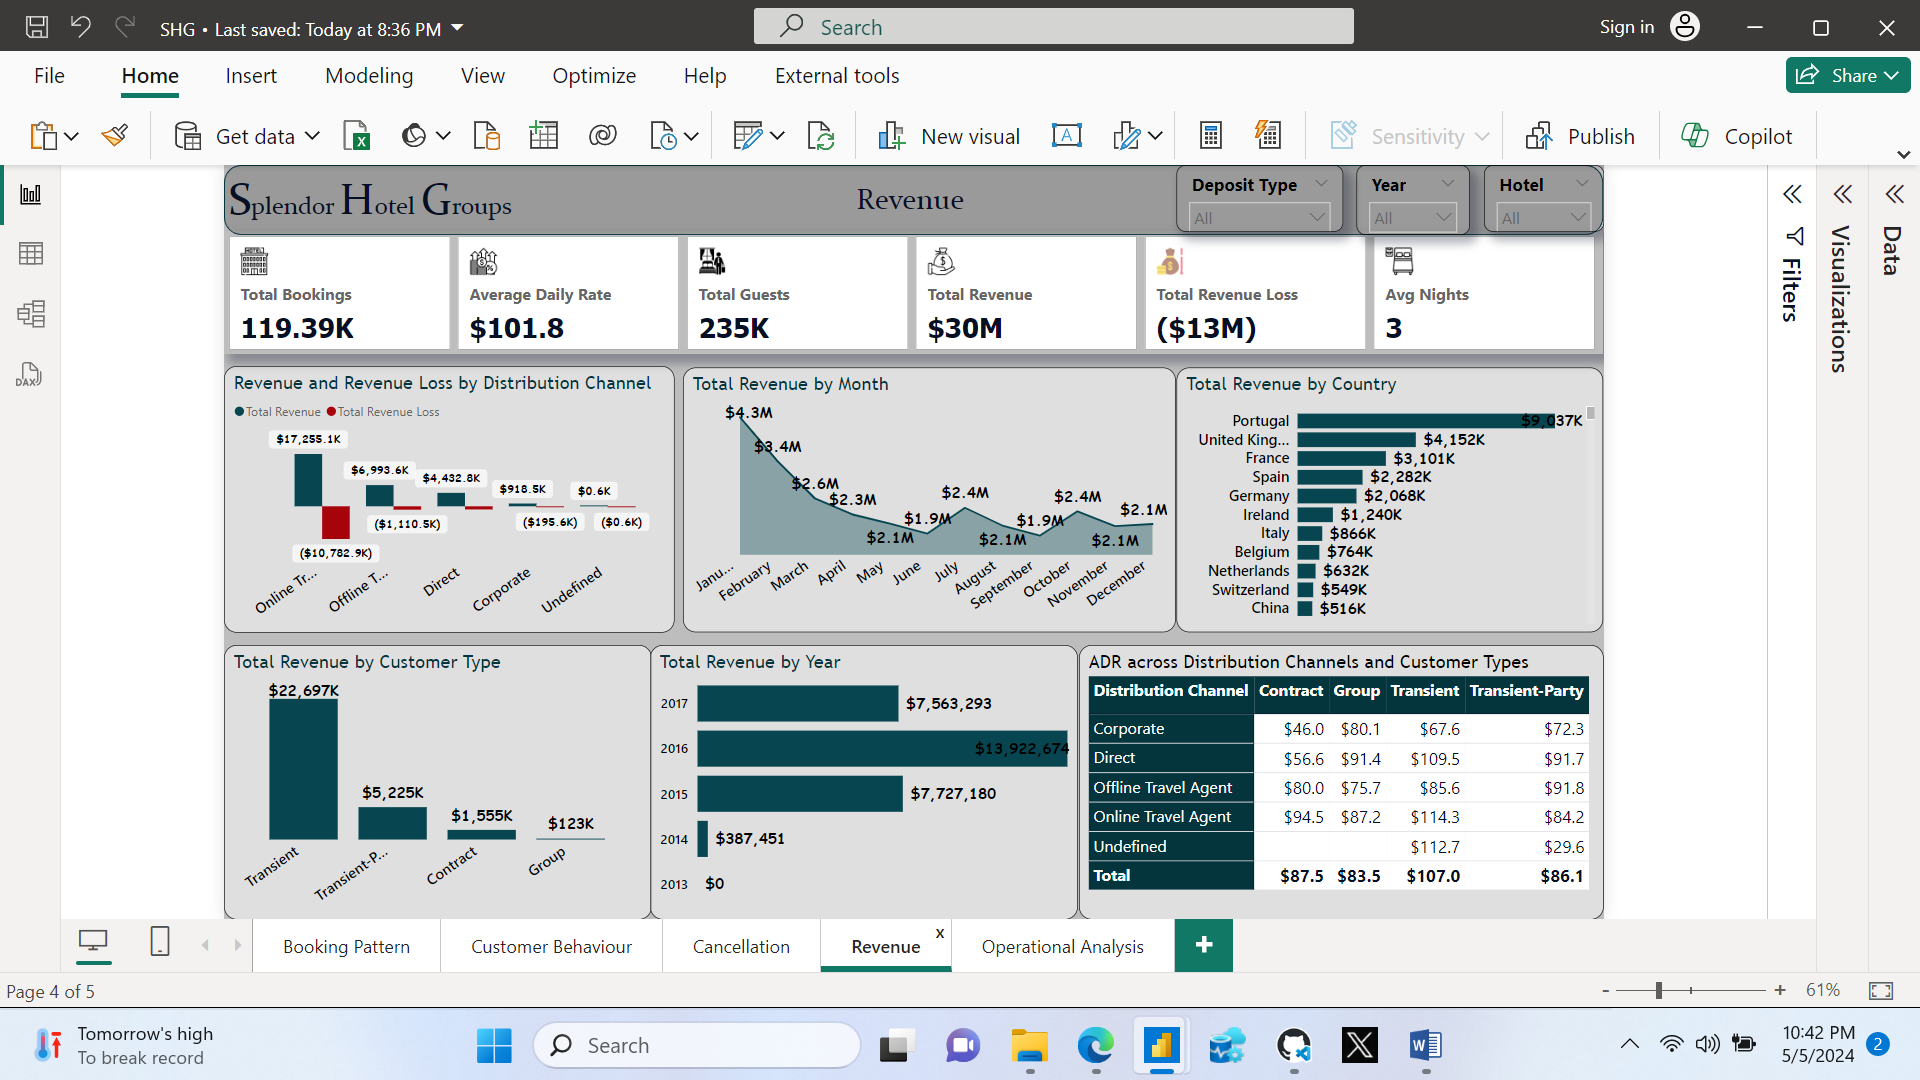 SHG • Last saved: Today at 8:36 PM
Search
Sign in
File
Home
Insert
Modeling
View
Optimize
Help
External tools
Share
Get data
New visual
Sensitivity
Publish
Copilot
Splendor Hotel Groups
Revenue
Deposit Type
All
Year
All
Hotel
All
Total Bookings
119.39K
Average Daily Rate
$101.8
Total Guests
235K
Total Revenue
$30M
Total Revenue Loss
($13M)
Avg Nights
3
Filters
Visualizations
Data
DAX
Revenue and Revenue Loss by Distribution Channel
Total Revenue Total Revenue Loss
$17,255.1K
$6,993.6K
$4,432.8K
$918.5K
$0.6K
($10,782.9K)
($1,110.5K)
($195.6K)
($0.6K)
Online Tr...
Offline T...
Direct
Corporate
Undefined
Total Revenue by Month
$4.3M
$3.4M
$2.6M
$2.3M
$2.1M
$1.9M
$2.4M
$2.1M
$1.9M
$2.4M
$2.1M
$2.1M
Janu...
February
March
April
May
June
July
August
September
October
November
December
Total Revenue by Country
Portugal $9,037K
United King... $4,152K
France $3,101K
Spain $2,282K
Germany $2,068K
Ireland $1,240K
Italy $866K
Belgium $764K
Netherlands $632K
Switzerland $549K
China $516K
Total Revenue by Customer Type
$22,697K
$5,225K
$1,555K
$123K
Transient
Transient-P...
Contract
Group
Total Revenue by Year
2017 $7,563,293
2016 $13,922,674
2015 $7,727,180
2014 $387,451
2013 $0
ADR across Distribution Channels and Customer Types
Distribution Channel Contract Group Transient Transient-Party
Corporate $46.0 $80.1 $67.6 $72.3
Direct $56.6 $91.4 $109.5 $91.7
Offline Travel Agent $80.0 $75.7 $85.6 $91.8
Online Travel Agent $94.5 $87.2 $114.3 $84.2
Undefined $112.7 $29.6
Total $87.5 $83.5 $107.0 $86.1
Booking Pattern
Customer Behaviour
Cancellation
Revenue
x
Operational Analysis
+
Page 4 of 5
- + 61%
Tomorrow's high
To break record
Search
10:42 PM
5/5/2024
2